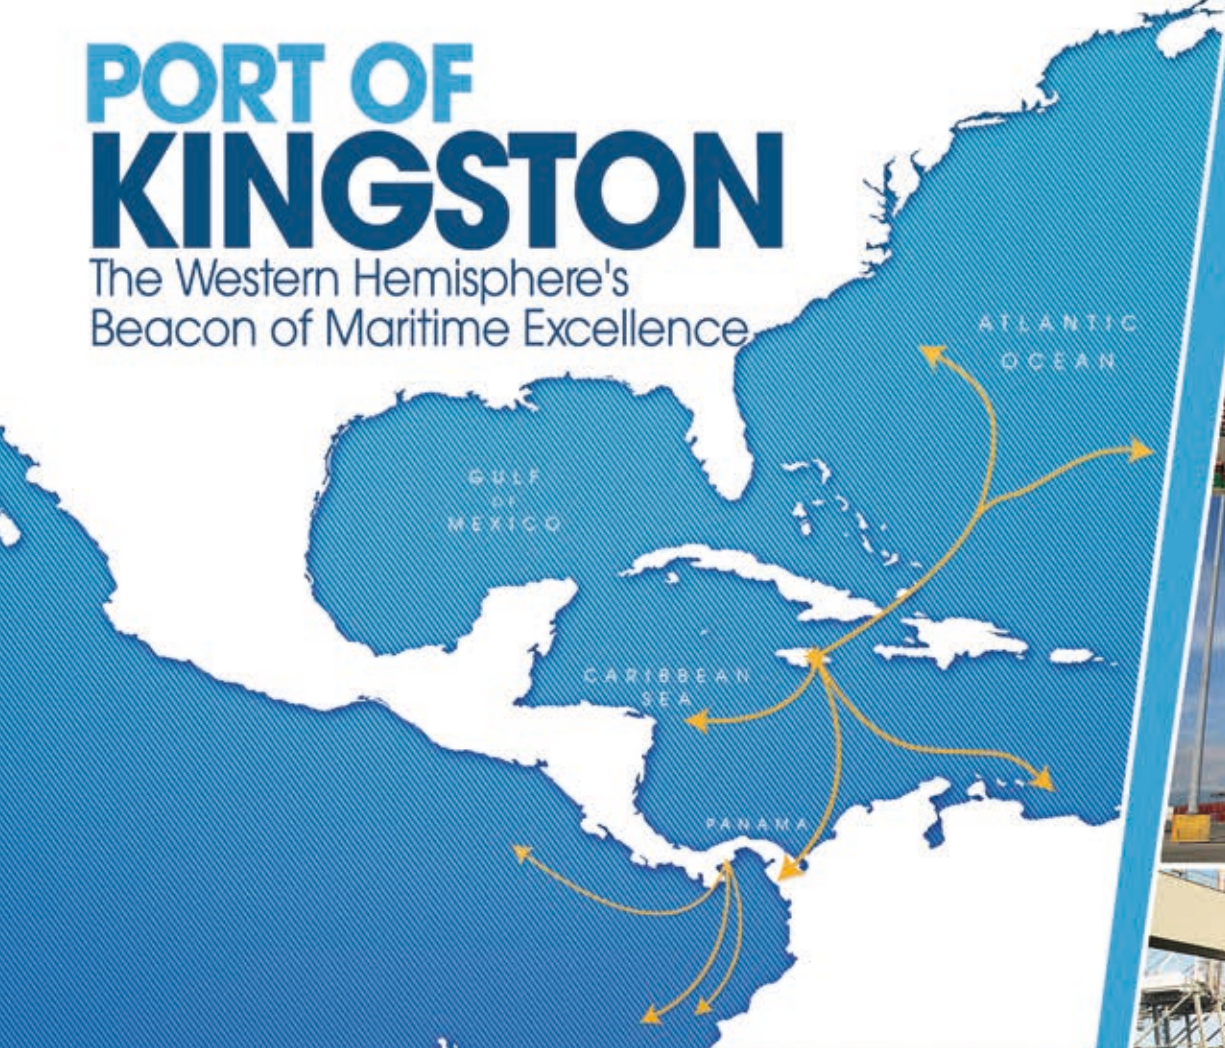 PORT OF
KINGSTON
The Western Hemisphere's
Beacon of Maritime Excellence
ATLANTIC
OCEAN
GULF
OF
MEXICO
CARIBBEAN
SEA
PANAMA